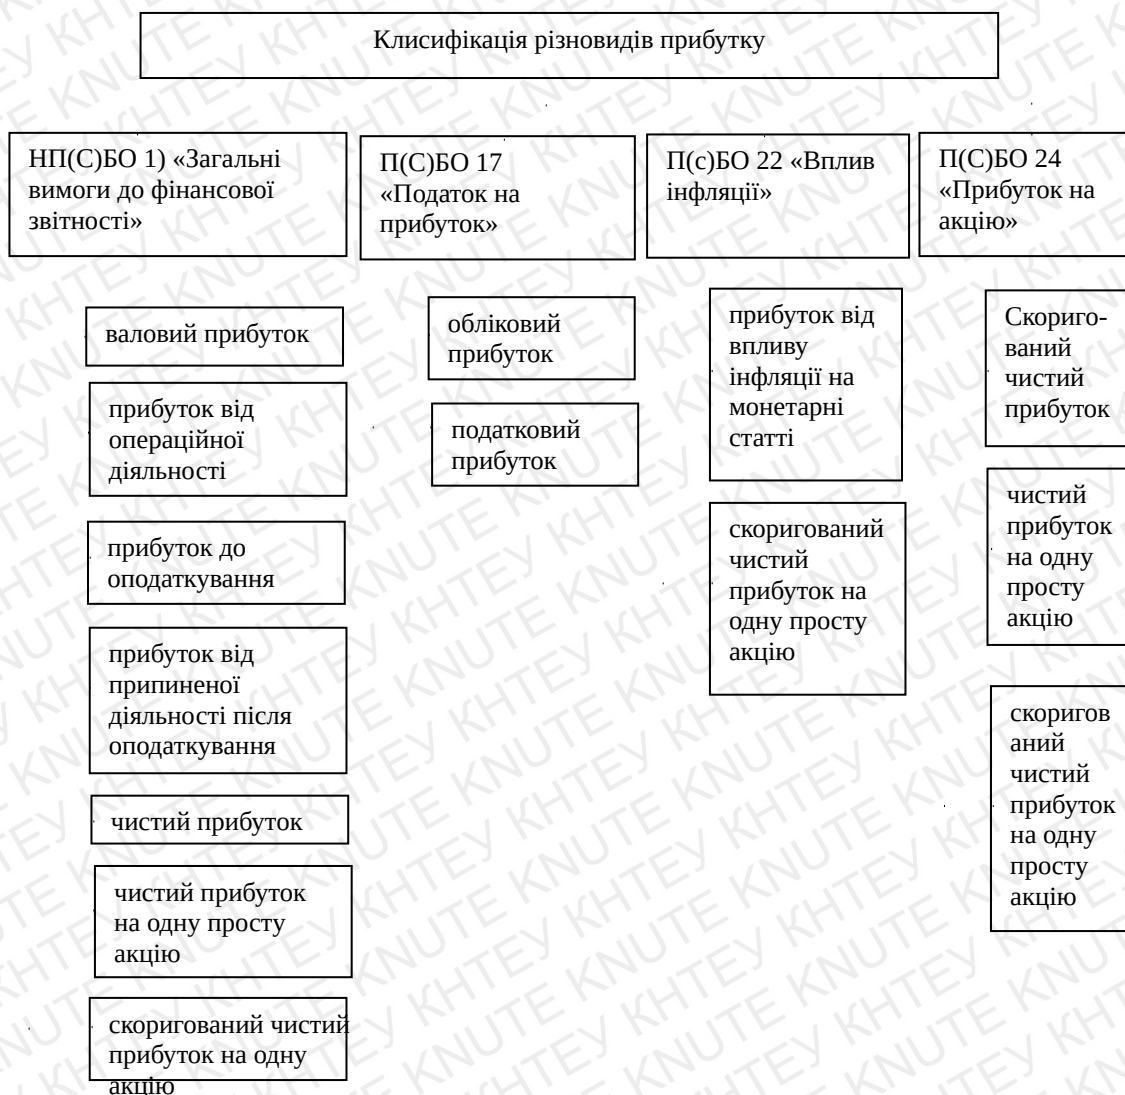 Клисифікація різновидів прибутку
НП(С)БО 1) «Загальні
вимоги до фінансової
звітності»
П(С)БО 17
«Податок на
прибуток»
П(с)БО 22 «Вплив
інфляції»
П(С)БО 24
«Прибуток на
акцію»
валовий прибуток
прибуток від
операційної
діяльності
прибуток до
оподаткування
прибуток від
припиненої
діяльності після
оподаткування
чистий прибуток
чистий прибуток
на одну просту
акцію
скоригований чистий
прибуток на одну
акцію
обліковий
прибуток
податковий
прибуток
прибуток від
впливу
інфляції на
монетарні
статті
скоригований
чистий
прибуток на
одну просту
акцію
Скориго-
ваний
чистий
прибуток
чистий
прибуток
на одну
просту
акцію
скоригов
аний
чистий
прибуток
на одну
просту
акцію